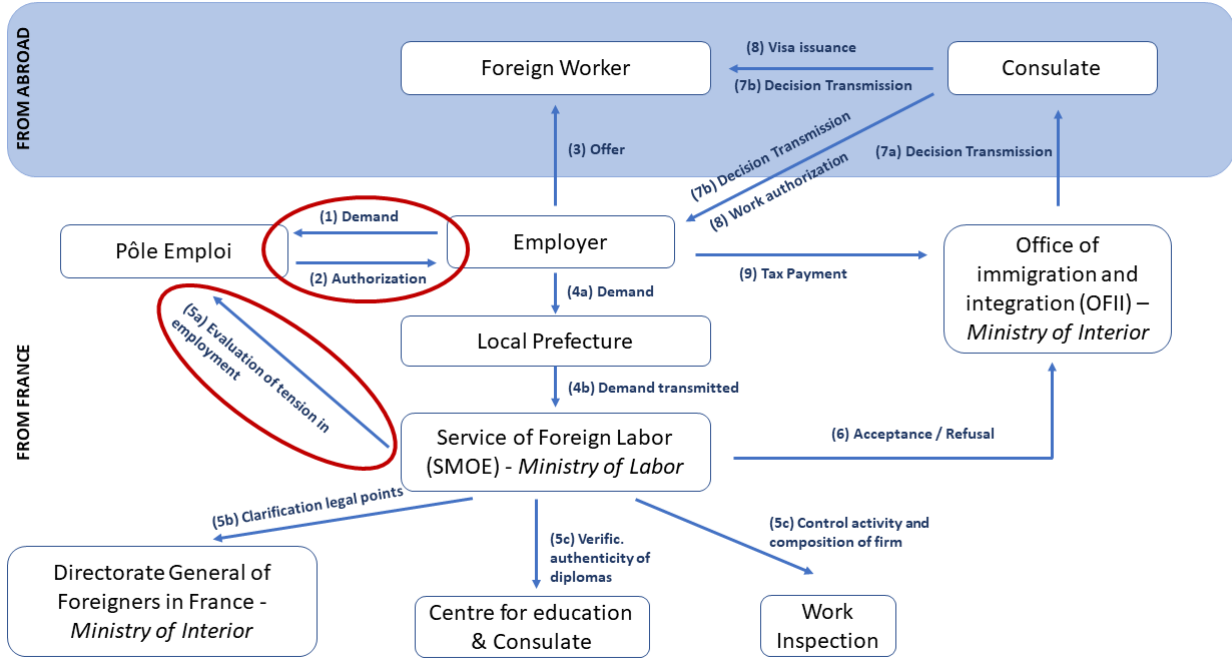 FROM ABROAD
Foreign Worker
(8) Visa issuance
(7b) Decision Transmission
Consulate
(3) Offer
(7b) Decision Transmission
(8) Work authorization
(7a) Decision Transmission
FROM FRANCE
Pôle Emploi
(1) Demand
(2) Authorization
Employer
(9) Tax Payment
Office of
immigration and
integration (OFII) –
Ministry of Interior
(4a) Demand
Local Prefecture
(4b) Demand transmitted
(5a) Evaluation of tension in
employment
Service of Foreign Labor
(SMOE) - Ministry of Labor
(6) Acceptance / Refusal
(5b) Clarification legal points
(5c) Verific.
authenticity of
diplomas
(5c) Control activity and
composition of firm
Directorate General of
Foreigners in France -
Ministry of Interior
Centre for education
& Consulate
Work
Inspection